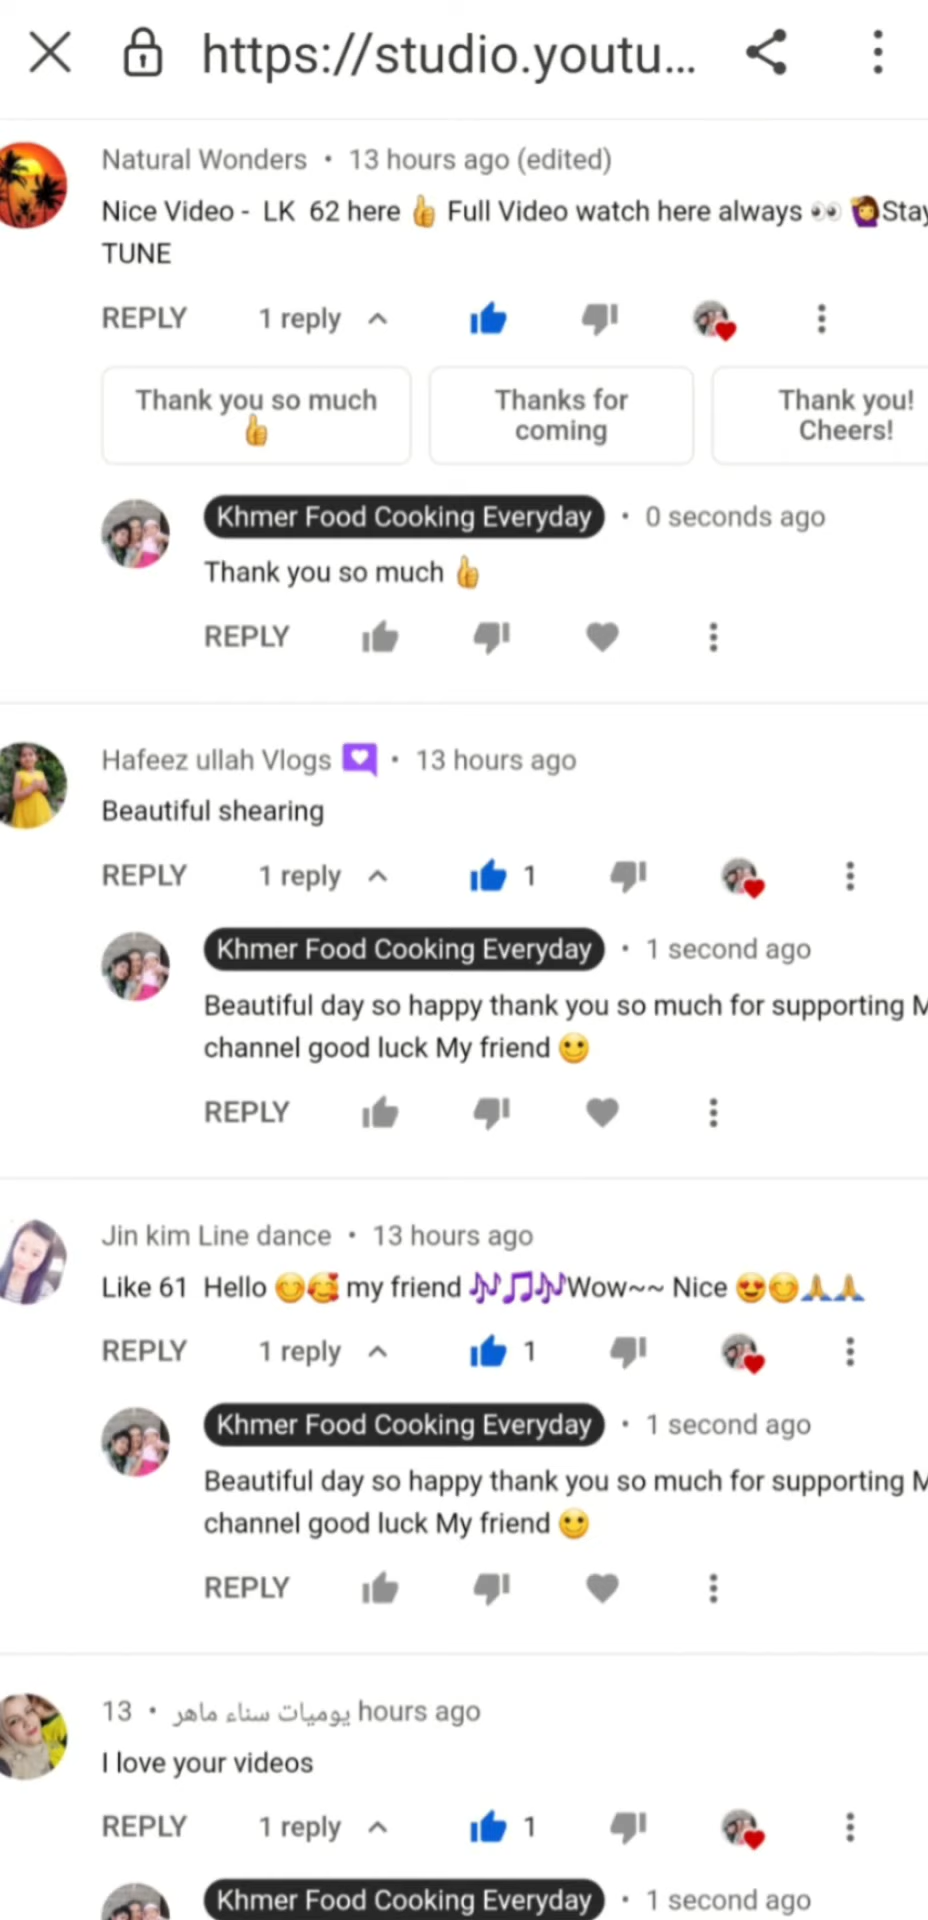 https://studio.youtu...
Natural Wonders • 13 hours ago (edited)
Nice Video - LK 62 here 👍 Full Video watch here always 👀 🙋‍♀️Stay
TUNE
REPLY 1 reply
Thank you so much 👍
Thanks for coming
Thank you! Cheers!
Khmer Food Cooking Everyday • 0 seconds ago
Thank you so much 👍
REPLY
Hafeez ullah Vlogs • 13 hours ago
Beautiful shearing
REPLY 1 reply 1
Khmer Food Cooking Everyday • 1 second ago
Beautiful day so happy thank you so much for supporting M
channel good luck My friend 🙂
REPLY
Jin kim Line dance • 13 hours ago
Like 61 Hello 😊🥰 my friend 🎶🎵🎶Wow~~ Nice 😍😊🙏🙏
REPLY 1 reply 1
Khmer Food Cooking Everyday • 1 second ago
Beautiful day so happy thank you so much for supporting M
channel good luck My friend 🙂
REPLY
13 • يوميات سناء ماهر hours ago
I love your videos
REPLY 1 reply 1
Khmer Food Cooking Everyday • 1 second ago